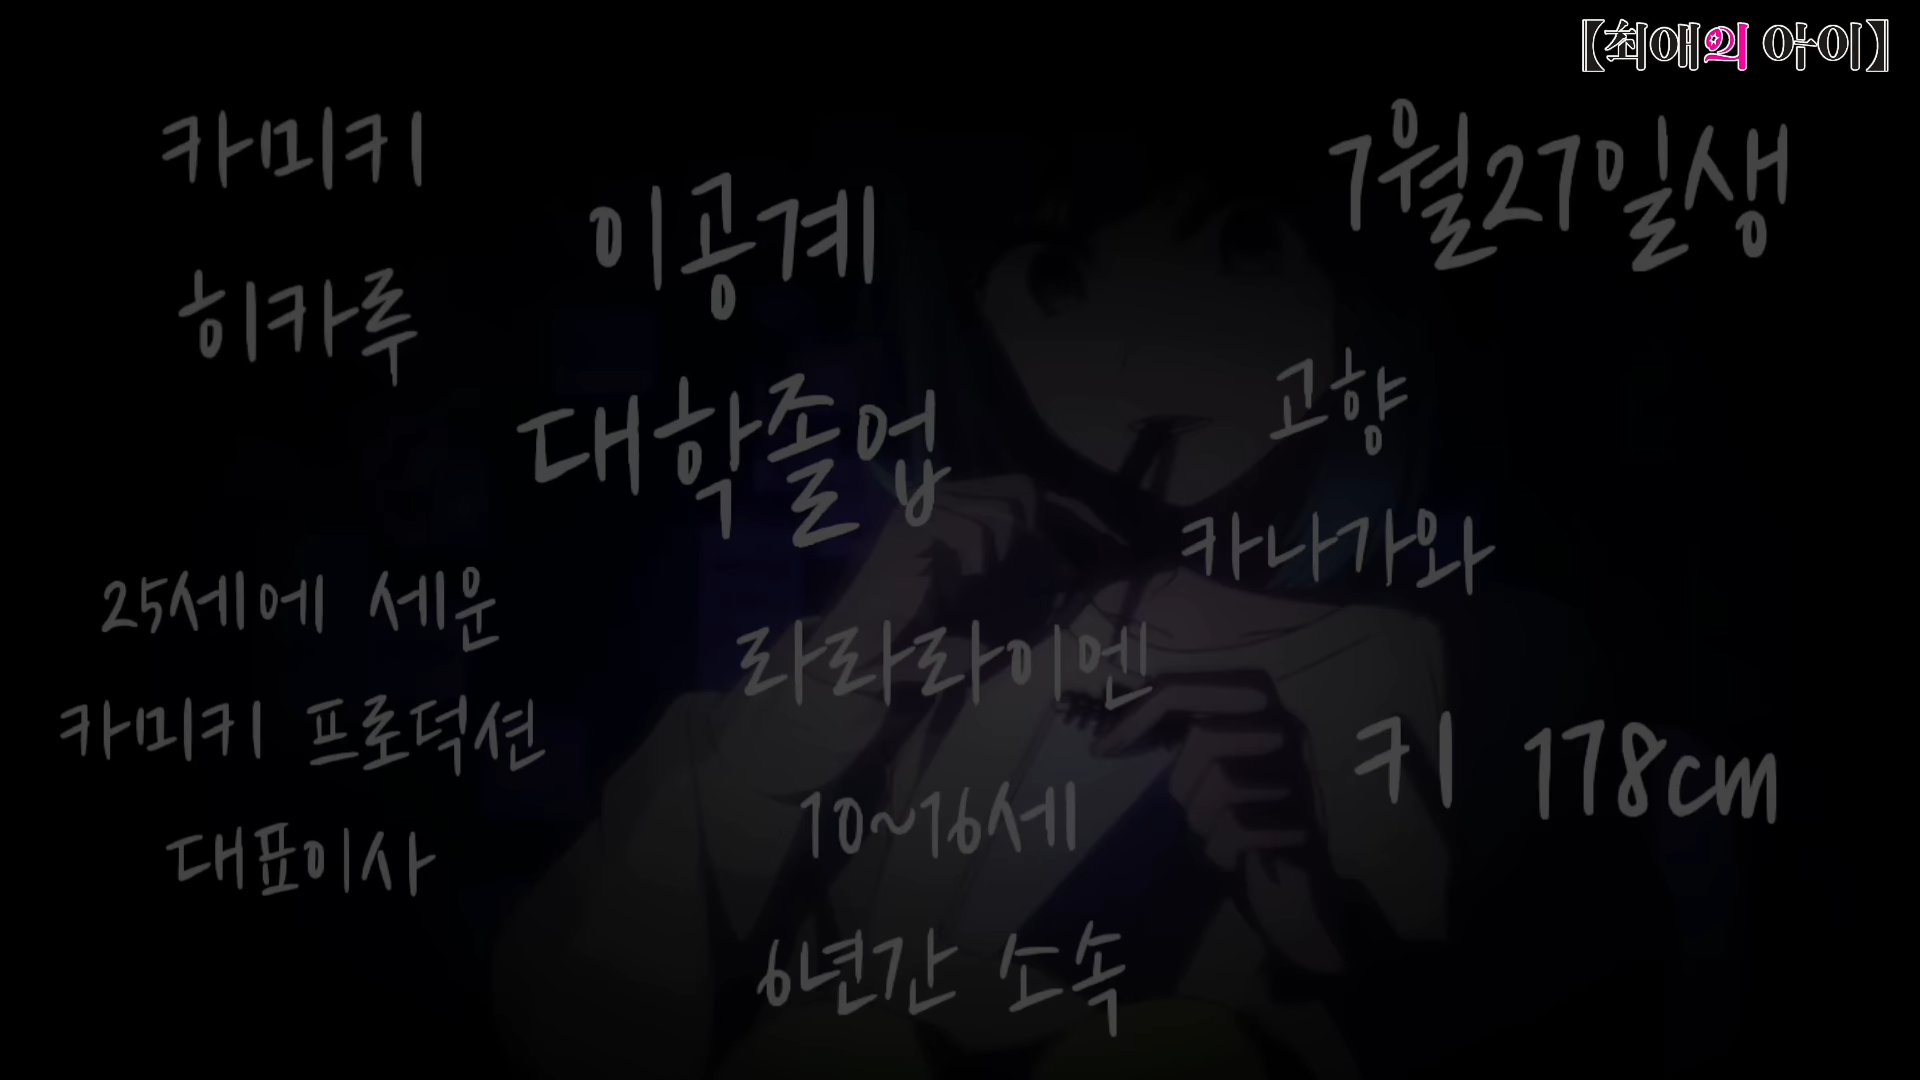 【최애의 아이】
카미키
히카루
이공계
대학졸업
7월27일생
고향
카나가와
25세에 세운
카미키 프로덕션
대표이사
라라라이엔
10~16세
6년간 소속
키 178cm